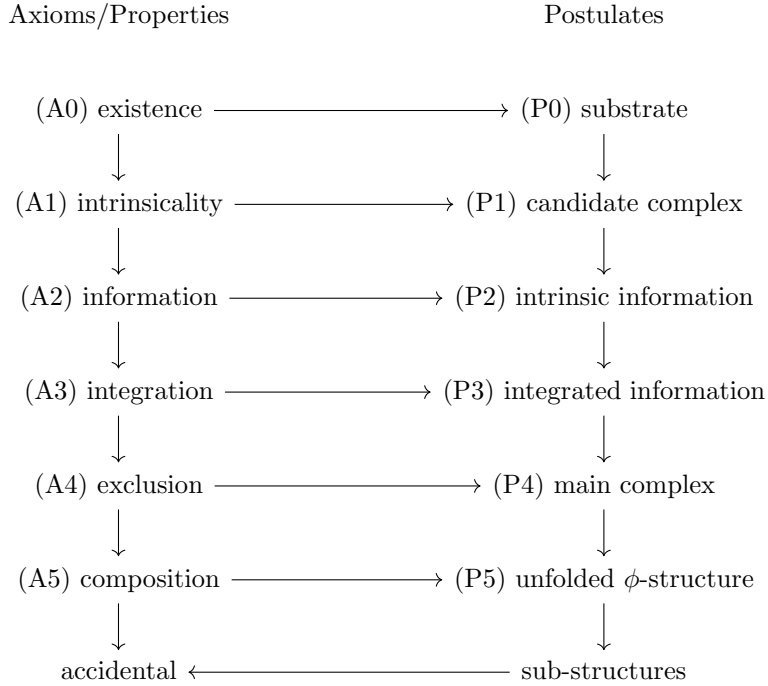 Axioms/Properties Postulates
(A0) existence (P0) substrate
(A1) intrinsicality (P1) candidate complex
(A2) information (P2) intrinsic information
(A3) integration (P3) integrated information
(A4) exclusion (P4) main complex
(A5) composition (P5) unfolded ϕ-structure
accidental sub-structures